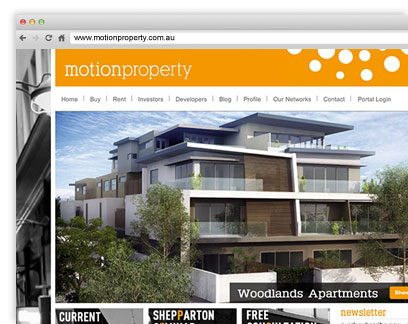 www.motionproperty.com.au
motionproperty
Home | Buy | Rent | Investors | Developers | Blog | Profile | Our Networks | Contact | Portal Login
Woodlands Apartments
CURRENT
SHEPPARTON
FREE
newsletter